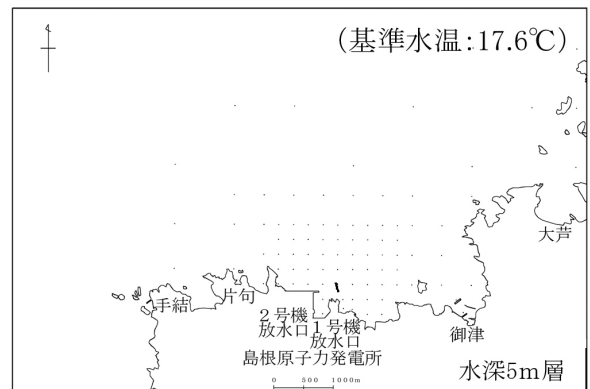 (基準水温:17.6℃)
大芦
片句
手結
2号機
放水口
1号機
放水口
御津
島根原子力発電所
水深5m層
0 500 1000m